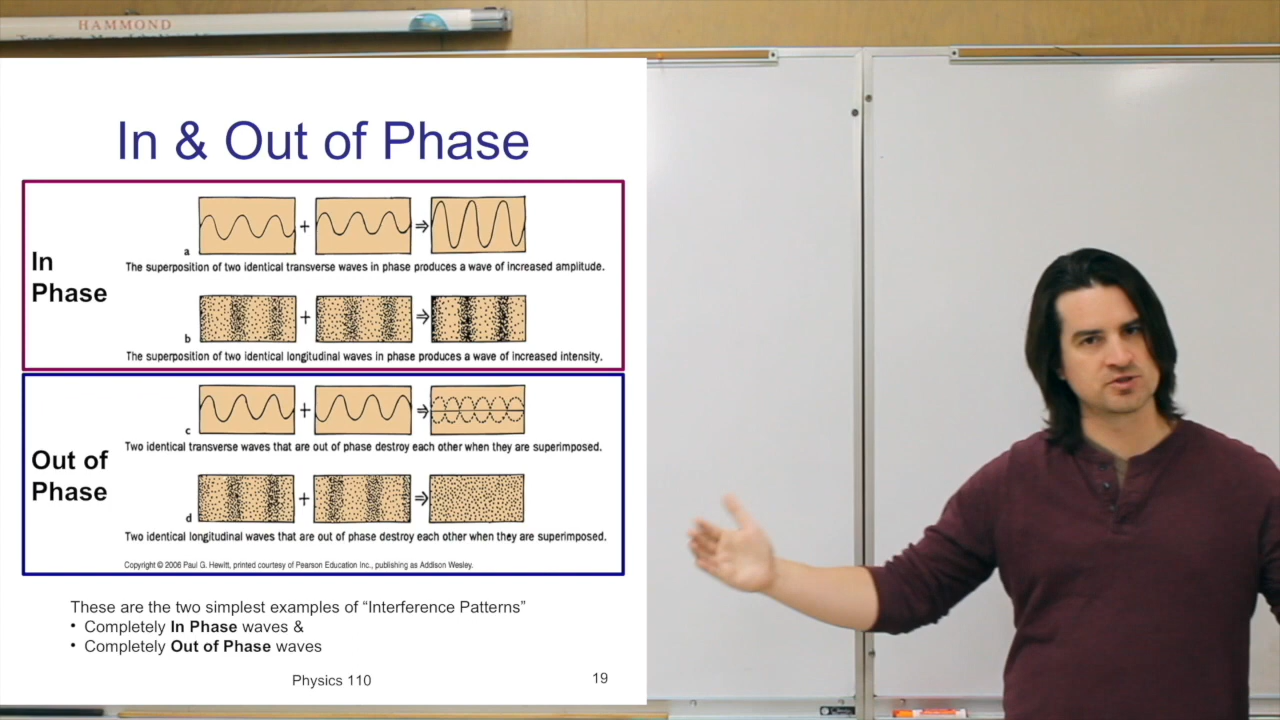 HAMMOND
In & Out of Phase
In
Phase
a
The superposition of two identical transverse waves in phase produces a wave of increased amplitude.
b
The superposition of two identical longitudinal waves in phase produces a wave of increased intensity.
Out of
Phase
c
Two identical transverse waves that are out of phase destroy each other when they are superimposed.
d
Two identical longitudinal waves that are out of phase destroy each other when they are superimposed.
Copyright © 2006 Paul G. Hewitt, printed courtesy of Pearson Education Inc., publishing as Addison Wesley.
These are the two simplest examples of “Interference Patterns”
• Completely In Phase waves &
• Completely Out of Phase waves
Physics 110
19